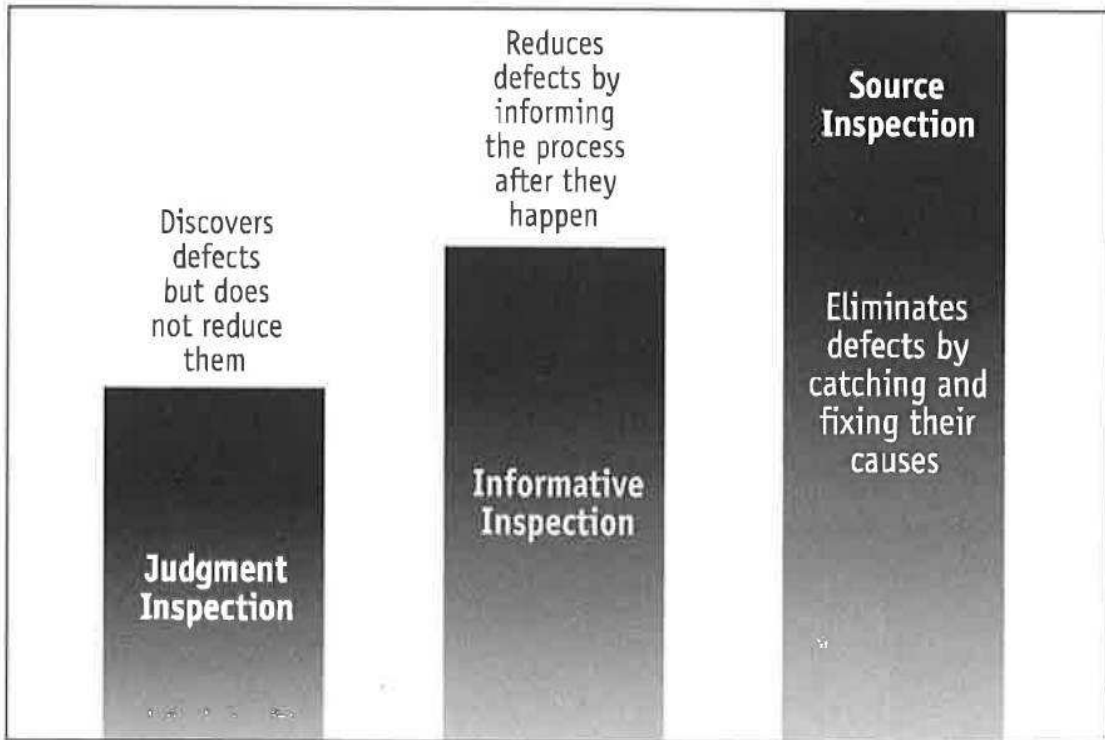 Discovers
defects
but does
not reduce
them
Judgment
Inspection
Reduces
defects by
informing
the process
after they
happen
Informative
Inspection
Source
Inspection
Eliminates
defects by
catching and
fixing their
causes